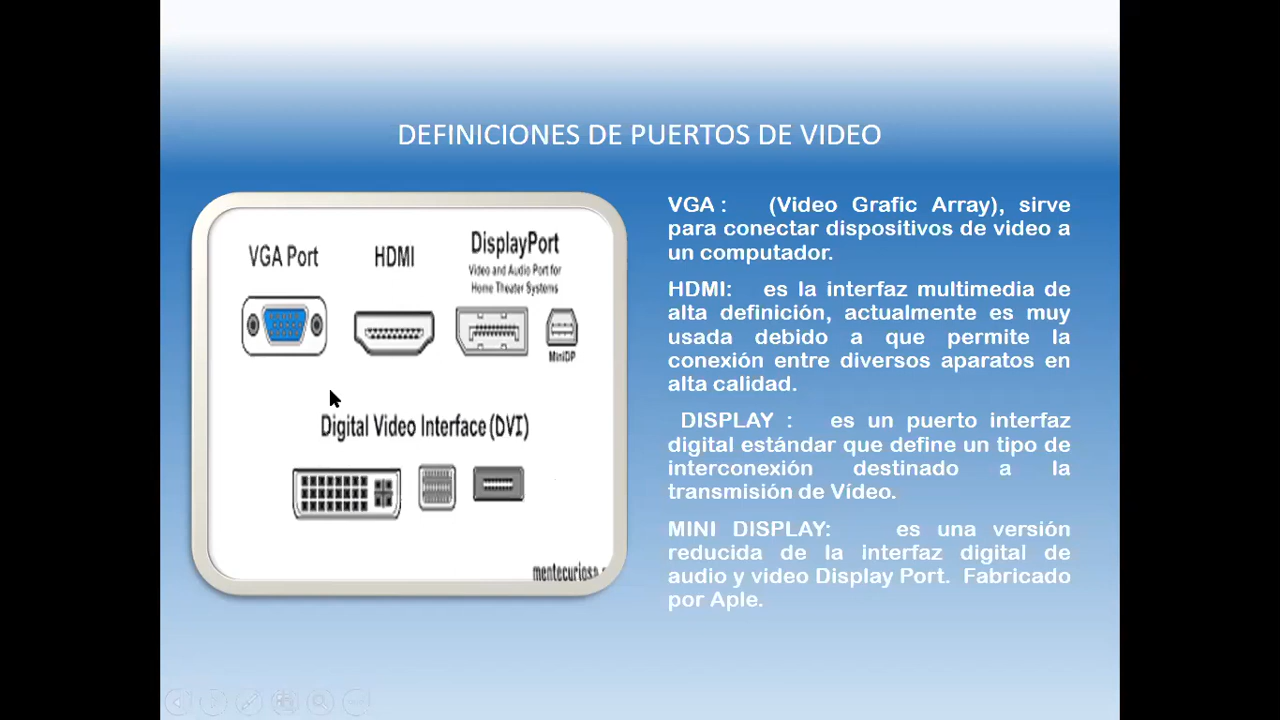 DEFINICIONES DE PUERTOS DE VIDEO
VGA Port
HDMI
DisplayPort
Video and Audio Port for
Home Theater Systems
MiniDP
Digital Video Interface (DVI)
mentecuriosa.
VGA : (Video Grafic Array), sirve
para conectar dispositivos de video a
un computador.
HDMI: es la interfaz multimedia de
alta definición, actualmente es muy
usada debido a que permite la
conexión entre diversos aparatos en
alta calidad.
DISPLAY : es un puerto interfaz
digital estándar que define un tipo de
interconexión destinado a la
transmisión de Vídeo.
MINI DISPLAY: es una versión
reducida de la interfaz digital de
audio y video Display Port. Fabricado
por Aple.